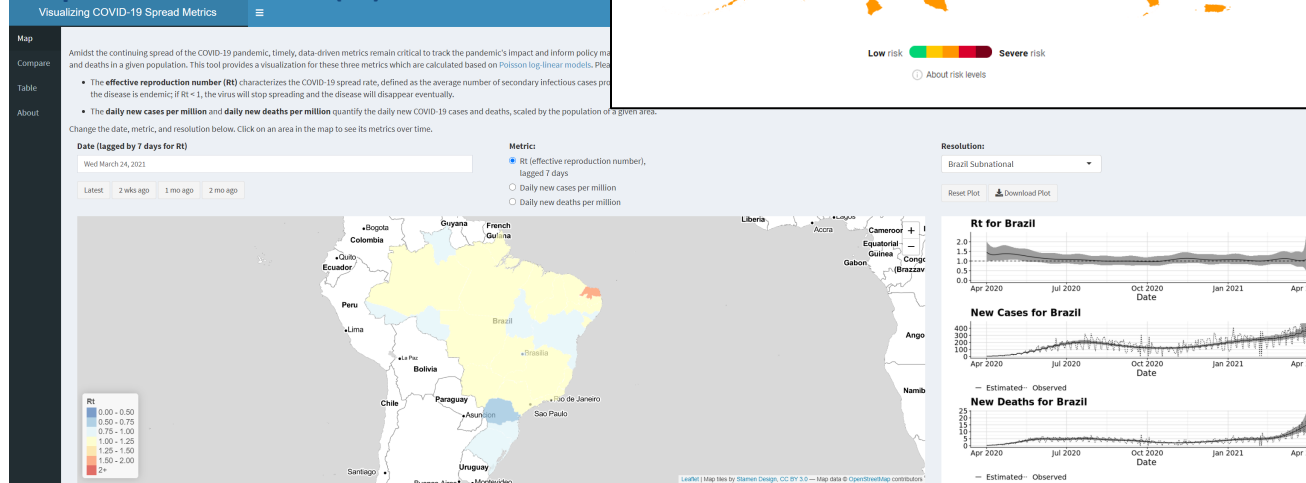 Visualizing COVID-19 Spread Metrics
Map
Compare
Table
About
Amidst the continuing spread of the COVID-19 pandemic, timely, data-driven metrics remain critical to track the pandemic's impact and inform policy ma
and deaths in a given population. This tool provides a visualization for these three metrics which are calculated based on Poisson log-linear models. Plea
• The effective reproduction number (Rt) characterizes the COVID-19 spread rate, defined as the average number of secondary infectious cases pro
the disease is endemic; if Rt < 1, the virus will stop spreading and the disease will disappear eventually.
• The daily new cases per million and daily new deaths per million quantify the daily new COVID-19 cases and deaths, scaled by the population of a given area.
Change the date, metric, and resolution below. Click on an area in the map to see its metrics over time.
Low risk
Severe risk
About risk levels
Date (lagged by 7 days for Rt)
Wed March 24, 2021
Latest
2 wks ago
1 mo ago
2 mo ago
Metric:
Rt (effective reproduction number),
lagged 7 days
Daily new cases per million
Daily new deaths per million
Resolution:
Brazil Subnational
Reset Plot
Download Plot
Bogota
Colombia
Guyana
French
Guiana
Quito
Ecuador
Peru
Lima
Brazil
Brasília
La Paz
Bolivia
Paraguay
Asuncion
Chile
Rio de Janeiro
Sao Paulo
Uruguay
Santiago
Montevideo
Liberia
Lagos
Accra
Cameroon
Equatorial
Guinea
Gabon
Congo
(Brazzav
Ango
Namib
+
−
Rt
0.00 - 0.50
0.50 - 0.75
0.75 - 1.00
1.00 - 1.25
1.25 - 1.50
1.50 - 2.00
2+
Leaflet | Map tiles by Stamen Design, CC BY 3.0 — Map data © OpenStreetMap contributors
Rt for Brazil
2.0
1.5
1.0
0.5
0.0
Apr 2020 Jul 2020 Oct 2020 Jan 2021 Apr
Date
New Cases for Brazil
400
300
200
100
0
Apr 2020 Jul 2020 Oct 2020 Jan 2021 Apr
Date
Estimated Observed
New Deaths for Brazil
25
20
15
10
5
0
Apr 2020 Jul 2020 Oct 2020 Jan 2021 Apr
Date
Estimated Observed